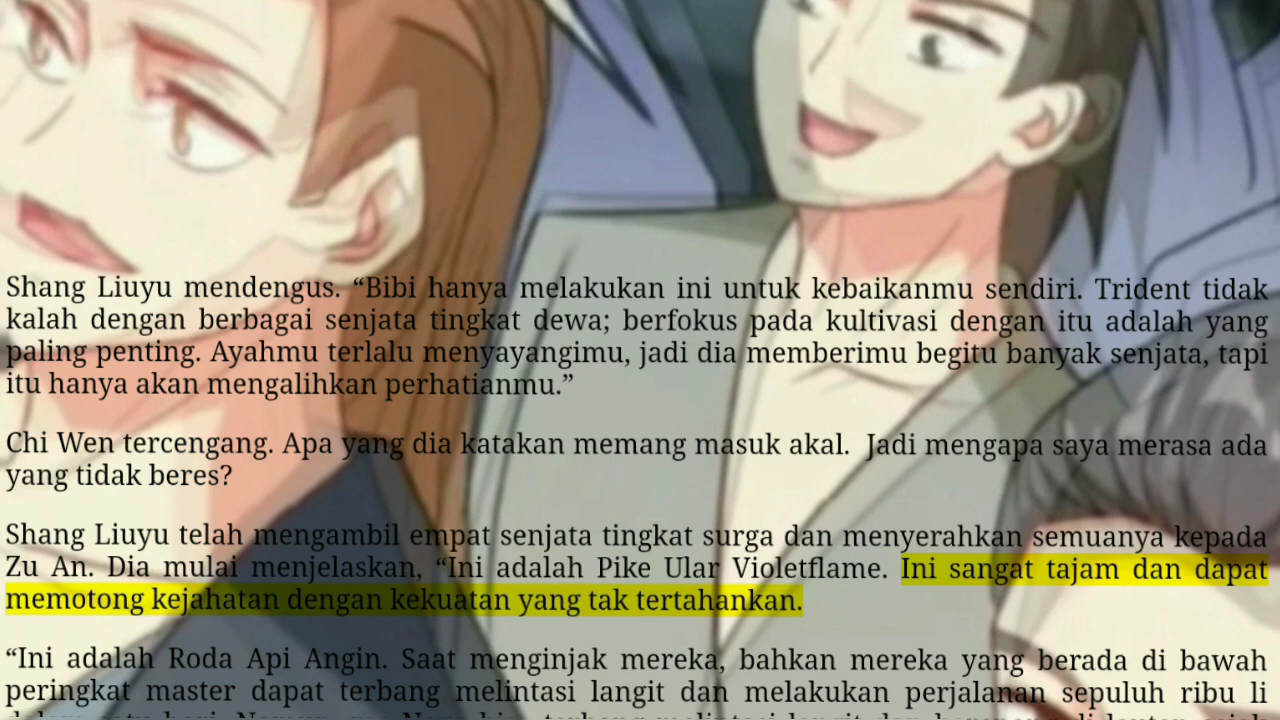 Shang Liuyu mendengus. “Bibi hanya melakukan ini untuk kebaikanmu sendiri. Trident tidak
kalah dengan berbagai senjata tingkat dewa; berfokus pada kultivasi dengan itu adalah yang
paling penting. Ayahmu terlalu menyayangimu, jadi dia memberimu begitu banyak senjata, tapi
itu hanya akan mengalihkan perhatianmu.”
Chi Wen tercengang. Apa yang dia katakan memang masuk akal. Jadi mengapa saya merasa ada
yang tidak beres?
Shang Liuyu telah mengambil empat senjata tingkat surga dan menyerahkan semuanya kepada
Zu An. Dia mulai menjelaskan, “Ini adalah Pike Ular Violetflame. Ini sangat tajam dan dapat
memotong kejahatan dengan kekuatan yang tak tertahankan.
“Ini adalah Roda Api Angin. Saat menginjak mereka, bahkan mereka yang berada di bawah
peringkat master dapat terbang melintasi langit dan melakukan perjalanan sepuluh ribu li